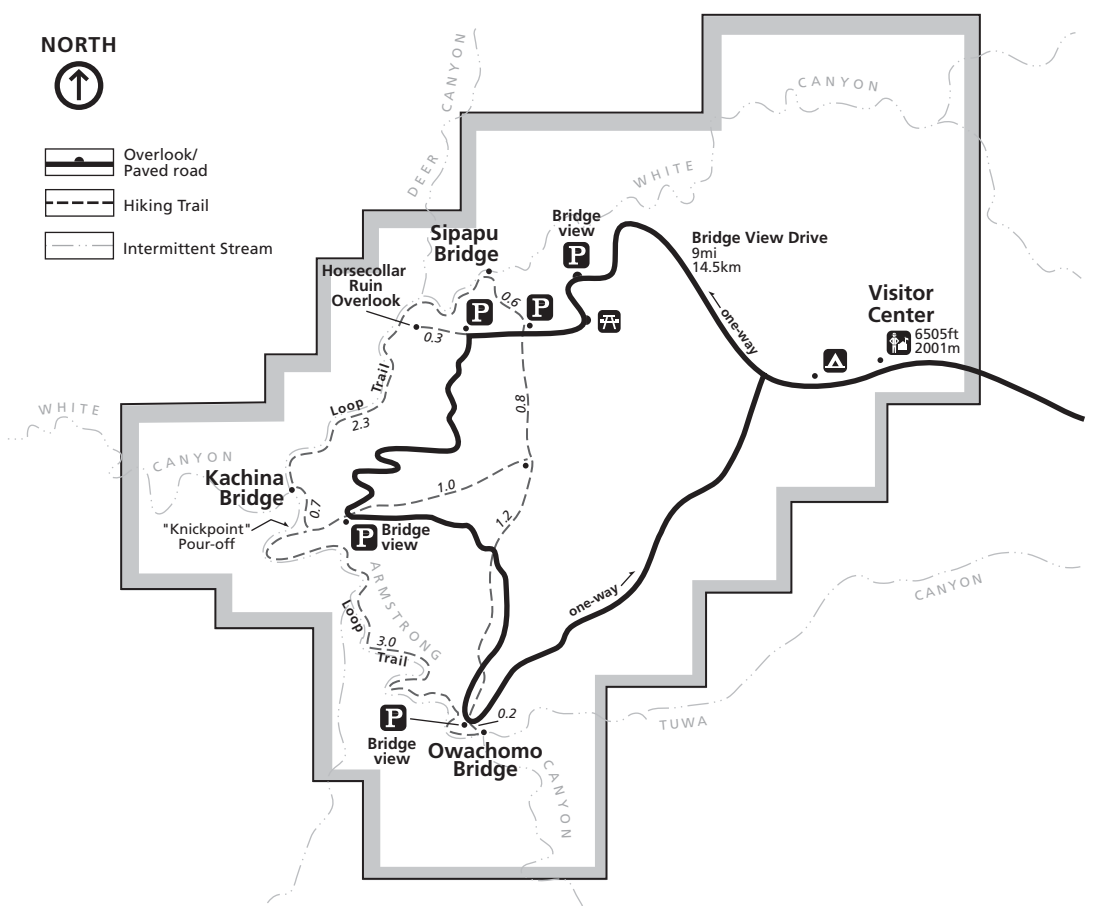 NORTH
Overlook/
Paved road
Hiking Trail
Intermittent Stream
DEER CANYON
CANYON
WHITE
Sipapu
Bridge
Bridge
view
P
Bridge View Drive
9mi
14.5km
Horsecollar
Ruin
Overlook
P
0.6
P
0.3
one-way
Visitor
Center
6505ft
2001m
Loop Trail
2.3
0.8
WHITE
CANYON
Kachina
Bridge
1.0
0.7
"Knickpoint"
Pour-off
P
Bridge
view
1.2
ARMSTRONG
one-way
CANYON
Loop
3.0
Trail
P
Bridge
view
0.2
TUWA
Owachomo
Bridge
CANYON